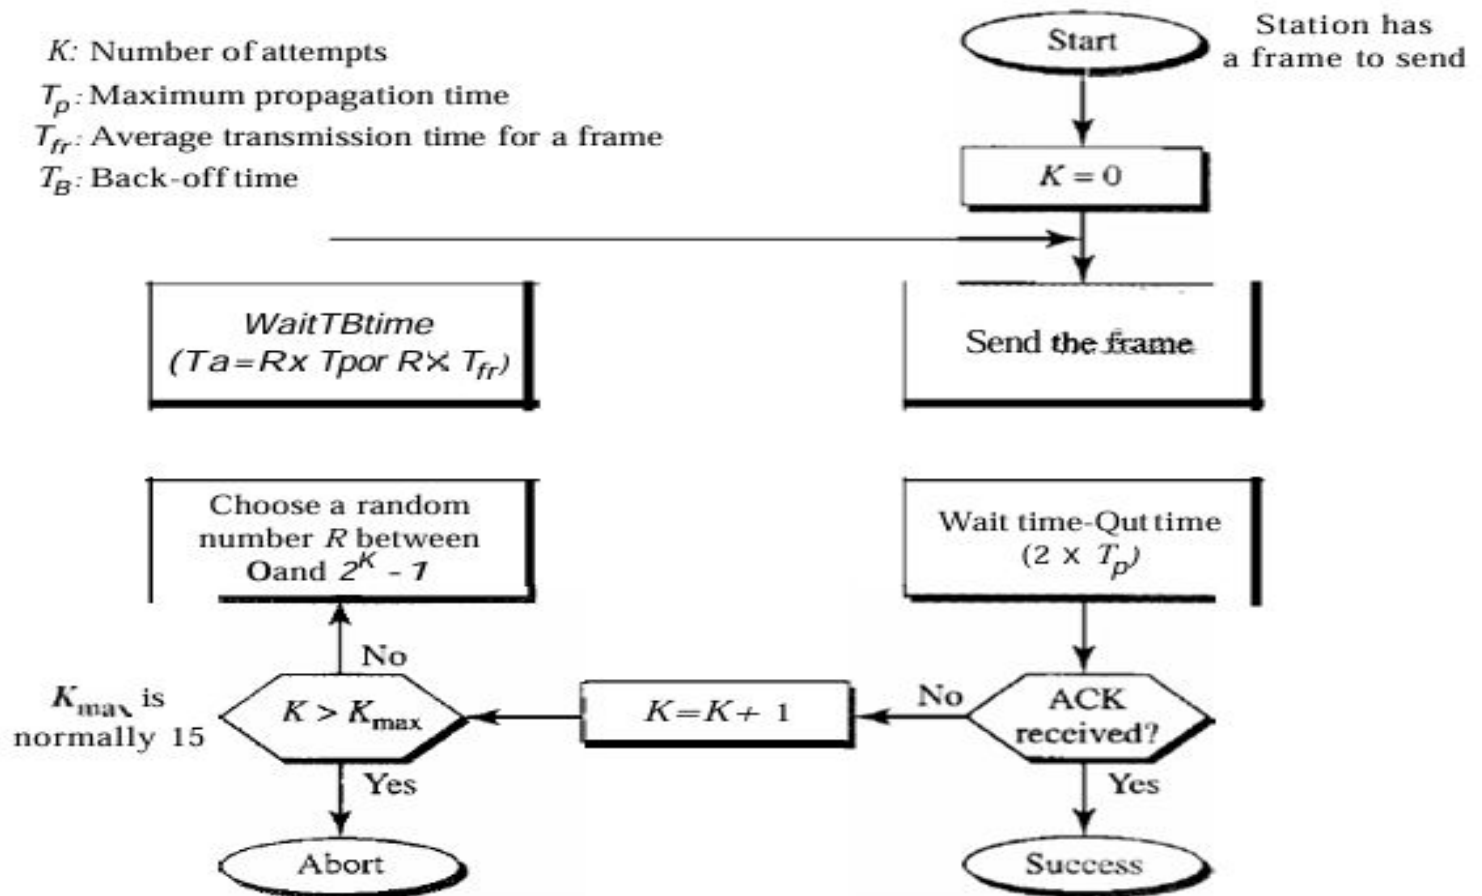 K: Number of attempts
Tp: Maximum propagation time
Tfr: Average transmission time for a frame
TB: Back-off time
Start
Station has
a frame to send
K = 0
WaitTBtime
(Ta=Rx Tpor RX Tfr)
Send the frame
Choose a random
number R between
0and 2^K - 1
Wait time-Qut time
(2 x Tp)
No
Kmax is
normally 15
K > Kmax
K=K+ 1
No
ACK
received?
Yes
Yes
Abort
Success